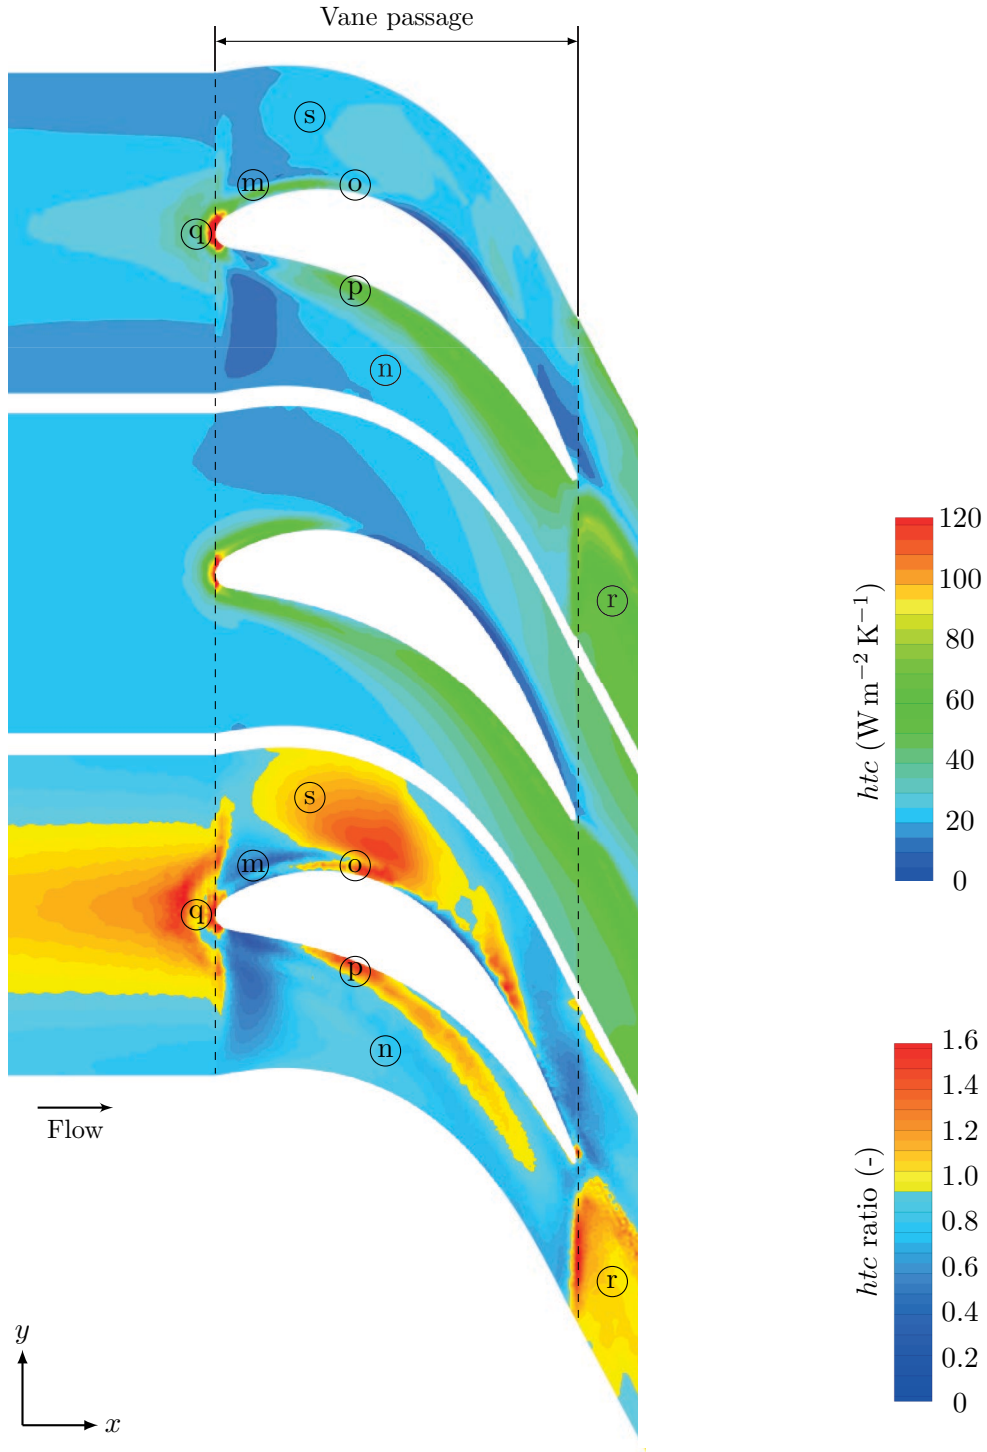 Vane passage
s
m
o
q
p
n
r
s
m
o
q
p
n
r
Flow
y
x
htc (W m⁻² K⁻¹)
120
100
80
60
40
20
0
htc ratio (-)
1.6
1.4
1.2
1.0
0.8
0.6
0.4
0.2
0